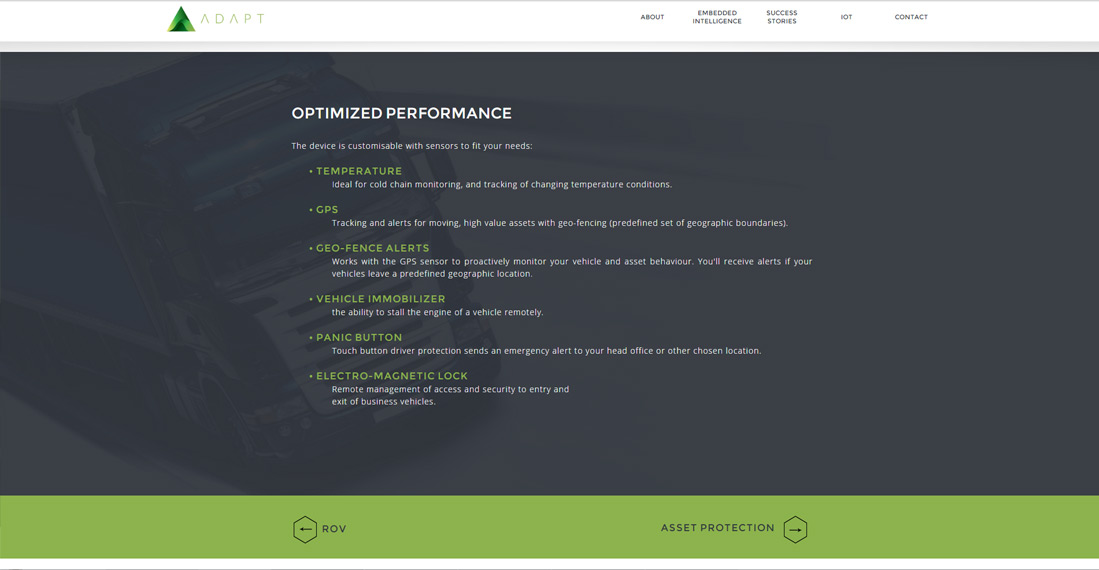 ADAPT
ABOUT
EMBEDDED
INTELLIGENCE
SUCCESS
STORIES
IOT
CONTACT
OPTIMIZED PERFORMANCE
The device is customisable with sensors to fit your needs:
• TEMPERATURE
Ideal for cold chain monitoring, and tracking of changing temperature conditions.
• GPS
Tracking and alerts for moving, high value assets with geo-fencing (predefined set of geographic boundaries).
• GEO-FENCE ALERTS
Works with the GPS sensor to proactively monitor your vehicle and asset behaviour. You'll receive alerts if your
vehicles leave a predefined geographic location.
• VEHICLE IMMOBILIZER
the ability to stall the engine of a vehicle remotely.
• PANIC BUTTON
Touch button driver protection sends an emergency alert to your head office or other chosen location.
• ELECTRO-MAGNETIC LOCK
Remote management of access and security to entry and
exit of business vehicles.
ROV
ASSET PROTECTION